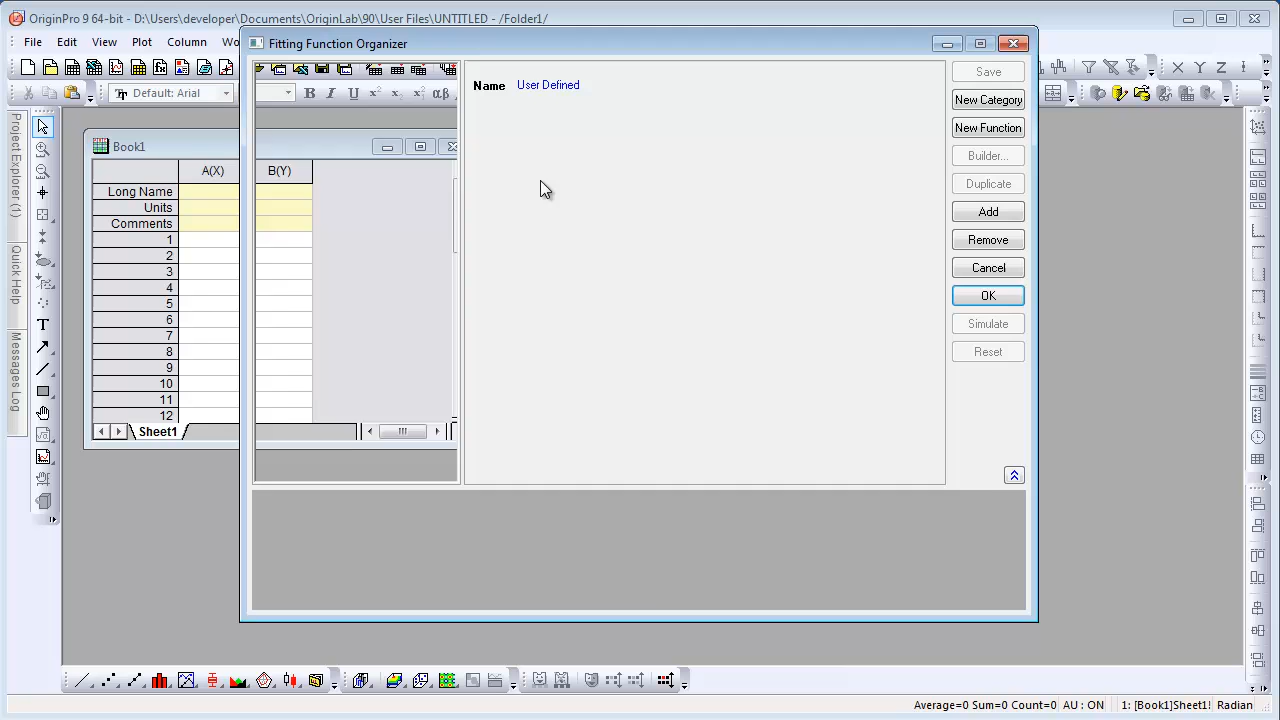 OriginPro 9 64-bit - D:\Users\developer\Documents\OriginLab\90\User Files\UNTITLED - /Folder1/
File Edit View Plot Column
Default: Arial
B I U
Project Explorer (1)
Quick Help
Messages Log
Book1
A(X) B(Y)
Long Name
Units
Comments
1
2
3
4
5
6
7
8
9
10
11
12
Sheet1
Fitting Function Organizer
Name User Defined
Save
New Category
New Function
Builder...
Duplicate
Add
Remove
Cancel
OK
Simulate
Reset
X Y Z
Average=0 Sum=0 Count=0 AU : ON 1: [Book1]Sheet1! Radian